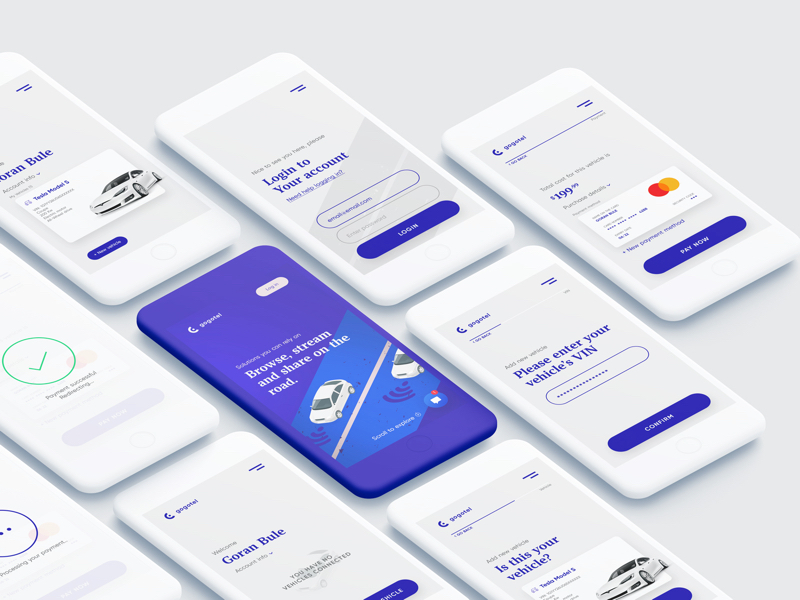 oran Bule
Account info
Tesla Model S
+ New vehicle
Nice to see you here, please
Login to
Your account
Need help logging in?
email@email.com
Enter password
LOGIN
gogotel
Payment
< GO BACK
Total cost for this vehicle is
$199.99
Purchase details
Payment method
GORAN BULE
+ New payment method
PAY NOW
Payment successful
Redirecting...
Log in
gogotel
Solutions you can rely on
Browse, stream
and share on the
road.
Scroll to explore
gogotel
< GO BACK
Add new vehicle
Please enter your
vehicle's VIN
CONFIRM
Processing your payment...
gogotel
Welcome
Goran Bule
Account info
YOU HAVE NO
VEHICLES CONNECTED
VEHICLE
gogotel
< GO BACK
Add new vehicle
Is this your
vehicle?
Tesla Model S